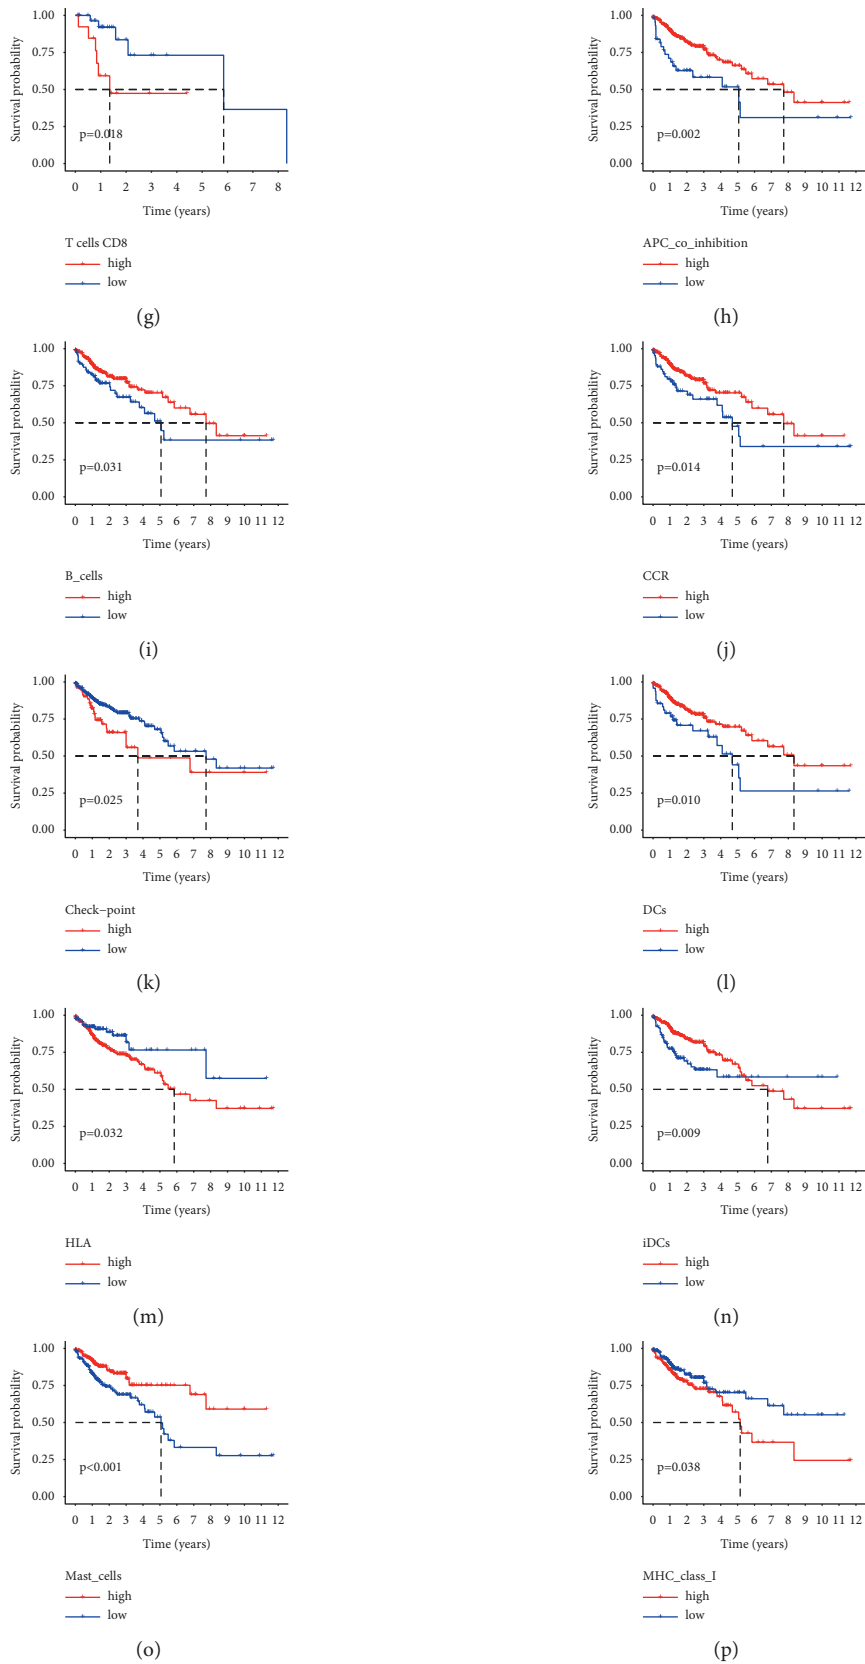 Survival probability
1.00
0.75
0.50
0.25
0.00
p=0.018
0 1 2 3 4 5 6 7 8
Time (years)
T cells CD8
high
low
(g)
Survival probability
1.00
0.75
0.50
0.25
0.00
p=0.002
0 1 2 3 4 5 6 7 8 9 10 11 12
Time (years)
APC_co_inhibition
high
low
(h)
Survival probability
1.00
0.75
0.50
0.25
0.00
p=0.031
0 1 2 3 4 5 6 7 8 9 10 11 12
Time (years)
B_cells
high
low
(i)
Survival probability
1.00
0.75
0.50
0.25
0.00
p=0.014
0 1 2 3 4 5 6 7 8 9 10 11 12
Time (years)
CCR
high
low
(j)
Survival probability
1.00
0.75
0.50
0.25
0.00
p=0.025
0 1 2 3 4 5 6 7 8 9 10 11 12
Time (years)
Check−point
high
low
(k)
Survival probability
1.00
0.75
0.50
0.25
0.00
p=0.010
0 1 2 3 4 5 6 7 8 9 10 11 12
Time (years)
DCs
high
low
(l)
Survival probability
1.00
0.75
0.50
0.25
0.00
p=0.032
0 1 2 3 4 5 6 7 8 9 10 11 12
Time (years)
HLA
high
low
(m)
Survival probability
1.00
0.75
0.50
0.25
0.00
p=0.009
0 1 2 3 4 5 6 7 8 9 10 11 12
Time (years)
iDCs
high
low
(n)
Survival probability
1.00
0.75
0.50
0.25
0.00
p<0.001
0 1 2 3 4 5 6 7 8 9 10 11 12
Time (years)
Mast_cells
high
low
(o)
Survival probability
1.00
0.75
0.50
0.25
0.00
p=0.038
0 1 2 3 4 5 6 7 8 9 10 11 12
Time (years)
MHC_class_I
high
low
(p)